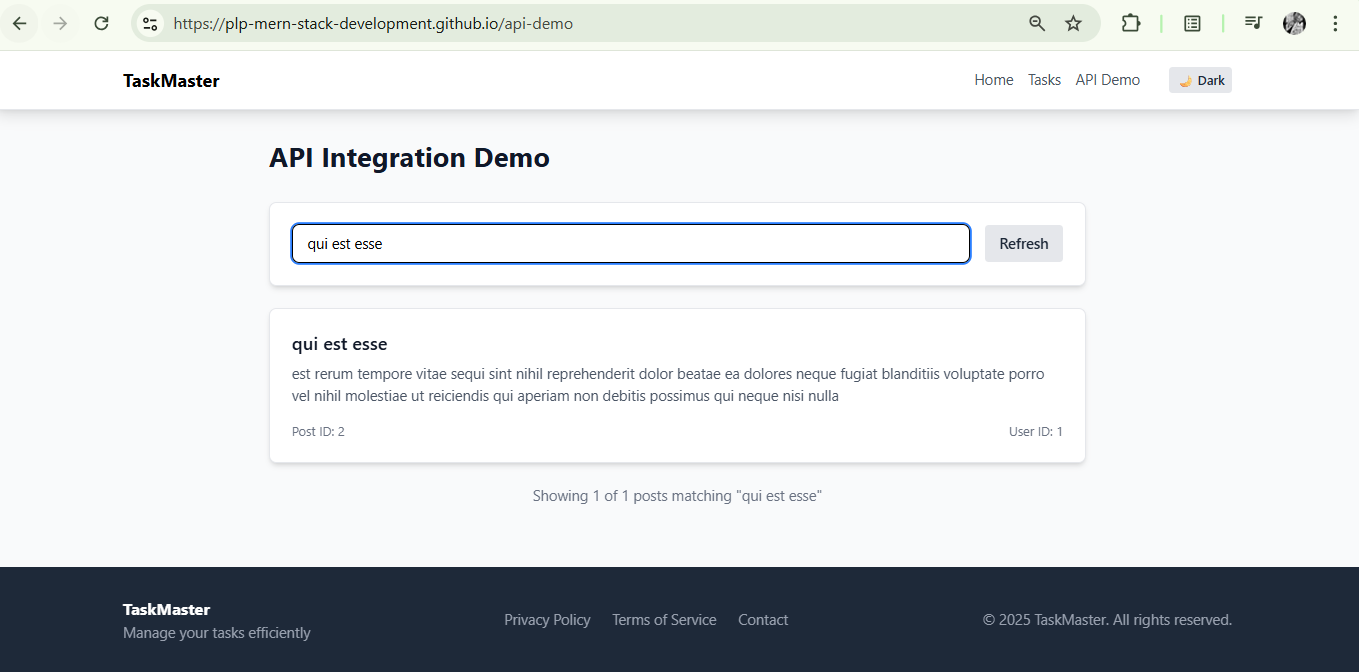 https://plp-mern-stack-development.github.io/api-demo
TaskMaster
Home Tasks API Demo 🌙 Dark
API Integration Demo
qui est esse
Refresh
qui est esse
est rerum tempore vitae sequi sint nihil reprehenderit dolor beatae ea dolores neque fugiat blanditiis voluptate porro
vel nihil molestiae ut reiciendis qui aperiam non debitis possimus qui neque nisi nulla
Post ID: 2
User ID: 1
Showing 1 of 1 posts matching "qui est esse"
TaskMaster
Manage your tasks efficiently
Privacy Policy Terms of Service Contact
© 2025 TaskMaster. All rights reserved.